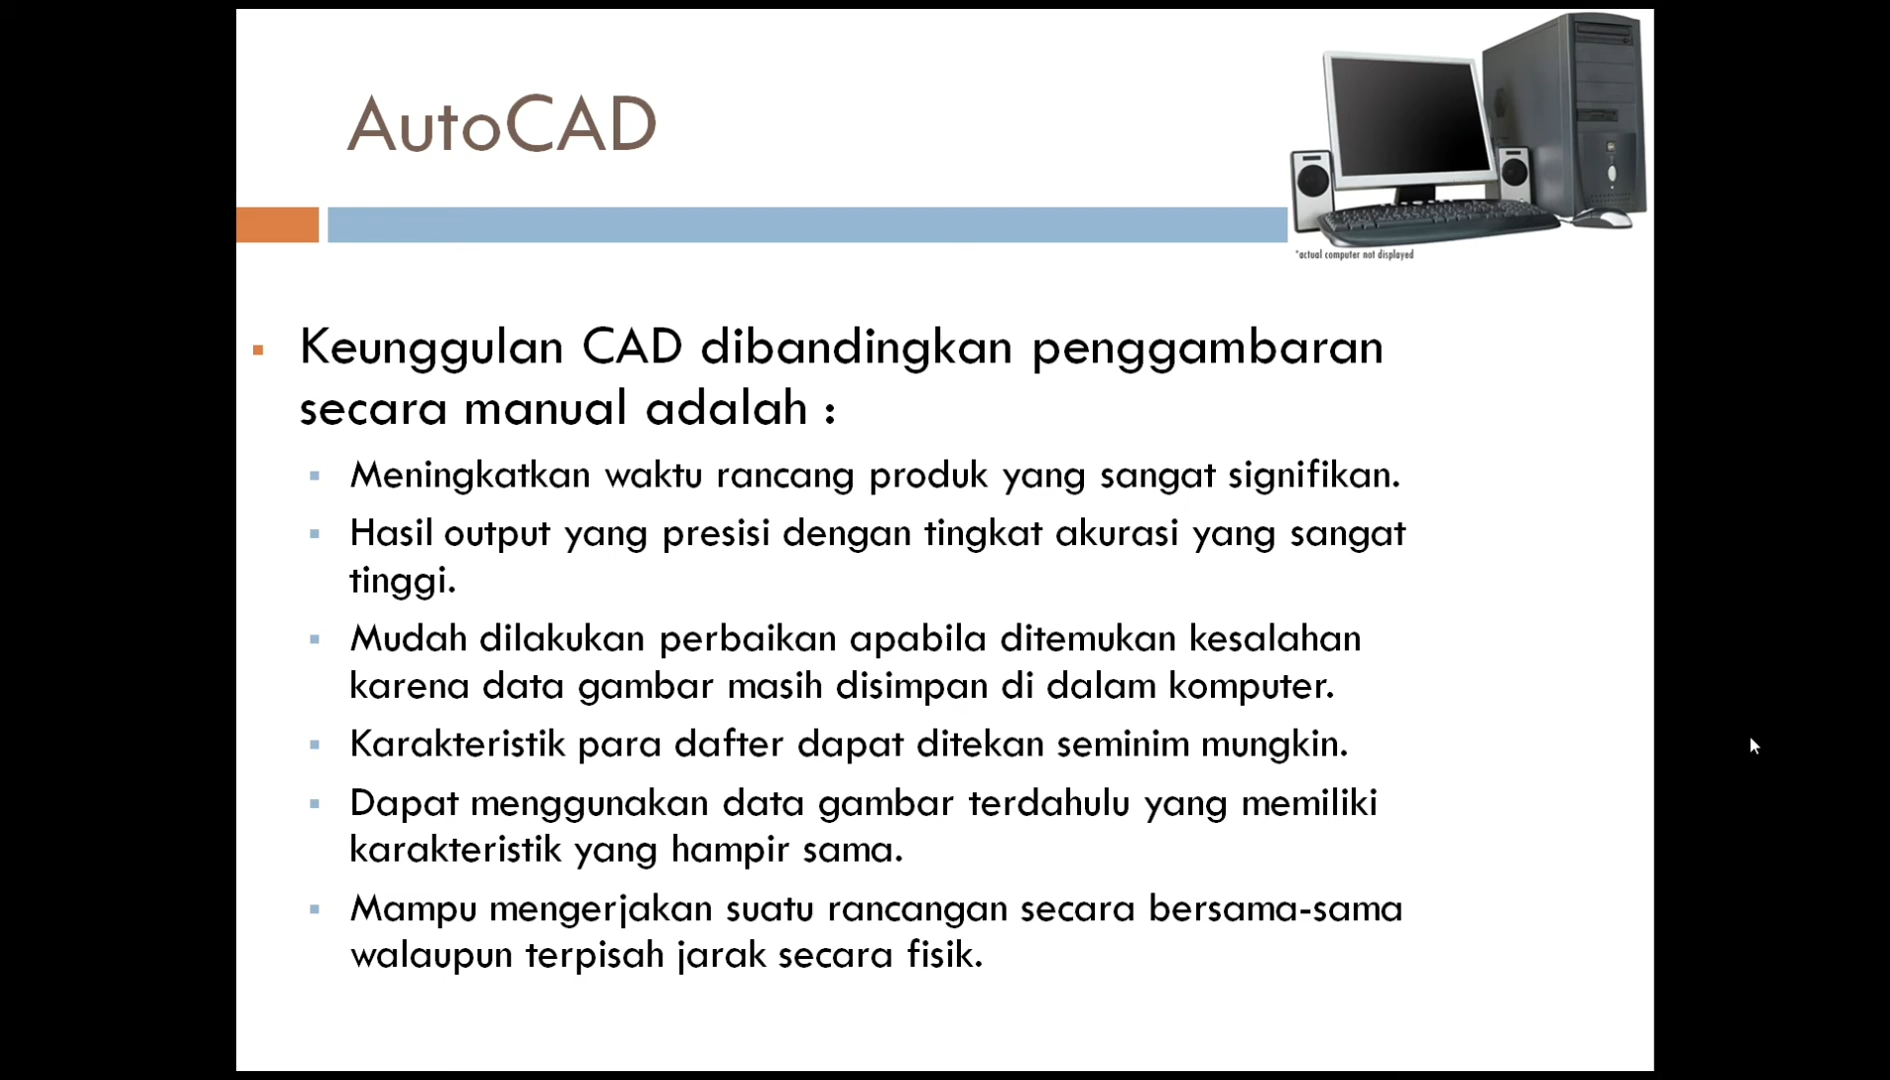 AutoCAD
*actual computer not displayed
Keunggulan CAD dibandingkan penggambaran
secara manual adalah :
Meningkatkan waktu rancang produk yang sangat signifikan.
Hasil output yang presisi dengan tingkat akurasi yang sangat
tinggi.
Mudah dilakukan perbaikan apabila ditemukan kesalahan
karena data gambar masih disimpan di dalam komputer.
Karakteristik para dafter dapat ditekan seminim mungkin.
Dapat menggunakan data gambar terdahulu yang memiliki
karakteristik yang hampir sama.
Mampu mengerjakan suatu rancangan secara bersama-sama
walaupun terpisah jarak secara fisik.